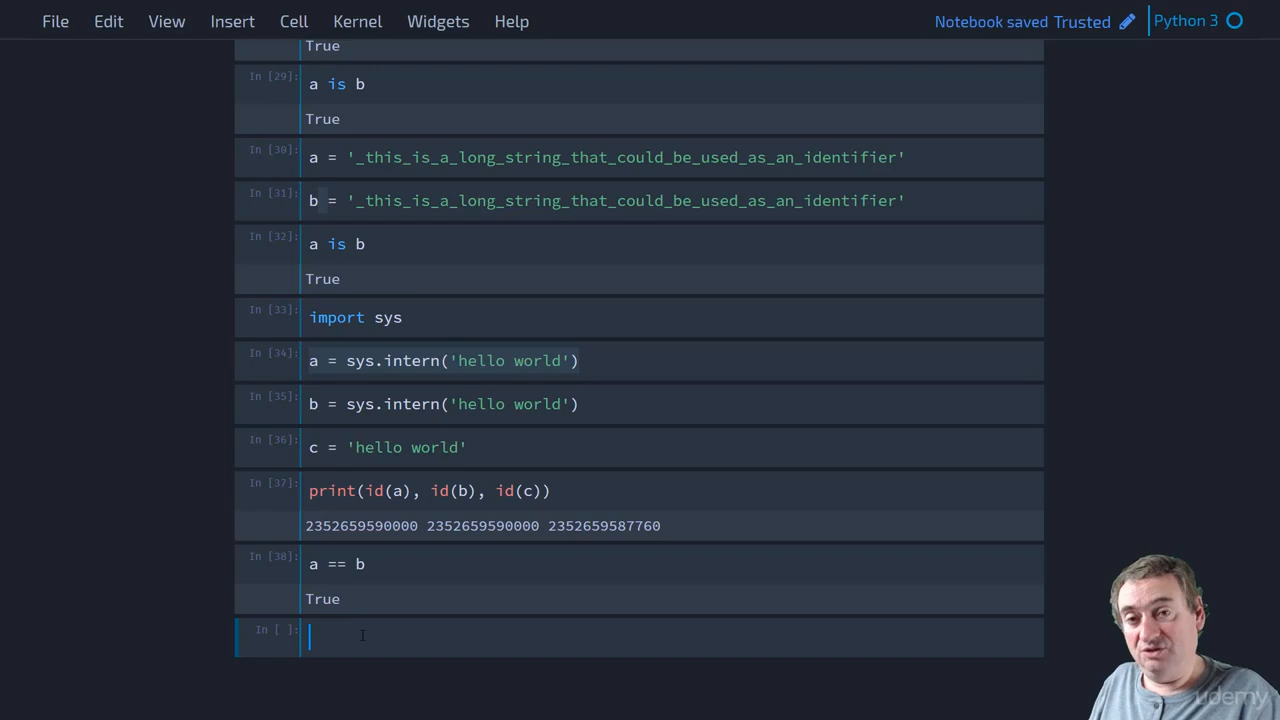 File Edit View Insert Cell Kernel Widgets Help Notebook saved Trusted Python 3
True
In [29]: a is b
True
In [30]: a = '_this_is_a_long_string_that_could_be_used_as_an_identifier'
In [31]: b = '_this_is_a_long_string_that_could_be_used_as_an_identifier'
In [32]: a is b
True
In [33]: import sys
In [34]: a = sys.intern('hello world')
In [35]: b = sys.intern('hello world')
In [36]: c = 'hello world'
In [37]: print(id(a), id(b), id(c))
2352659590000 2352659590000 2352659587760
In [38]: a == b
True
In [ ]:
udemy